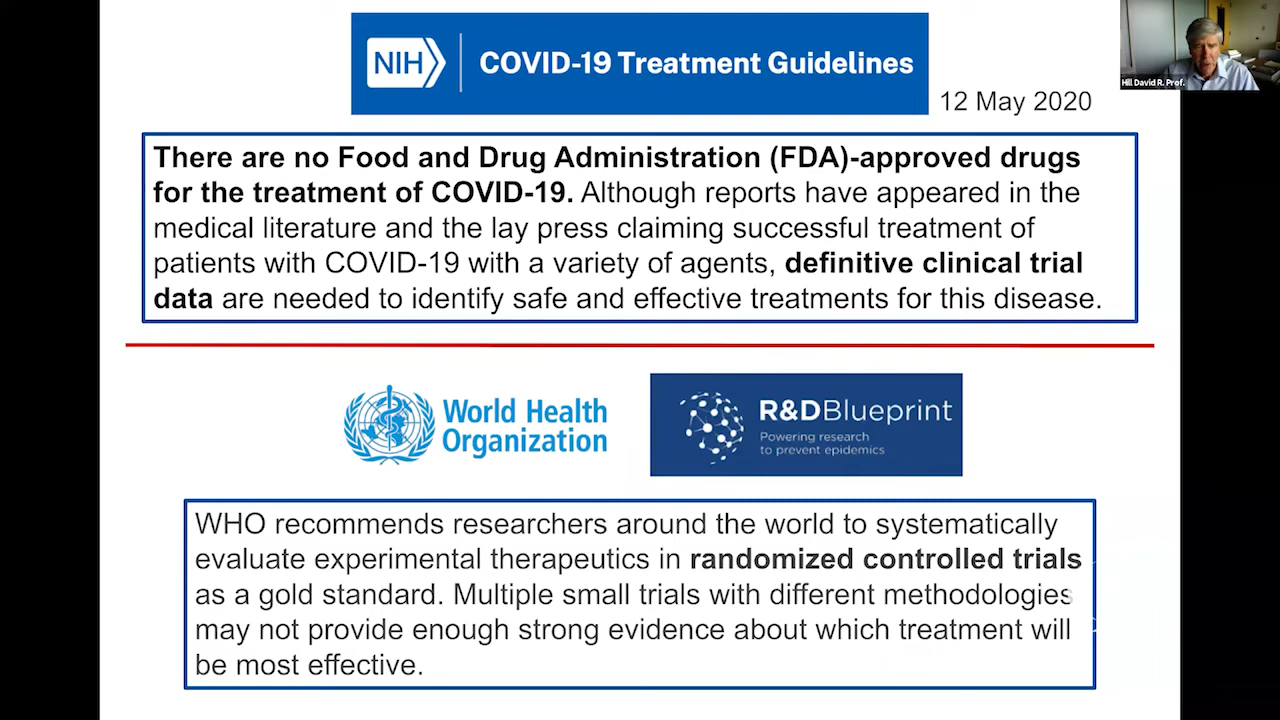 NIH COVID-19 Treatment Guidelines
Hill David R. Prof.
12 May 2020
There are no Food and Drug Administration (FDA)-approved drugs
for the treatment of COVID-19. Although reports have appeared in the
medical literature and the lay press claiming successful treatment of
patients with COVID-19 with a variety of agents, definitive clinical trial
data are needed to identify safe and effective treatments for this disease.
World Health
Organization
R&DBlueprint
Powering research
to prevent epidemics
WHO recommends researchers around the world to systematically
evaluate experimental therapeutics in randomized controlled trials
as a gold standard. Multiple small trials with different methodologies
may not provide enough strong evidence about which treatment will
be most effective.